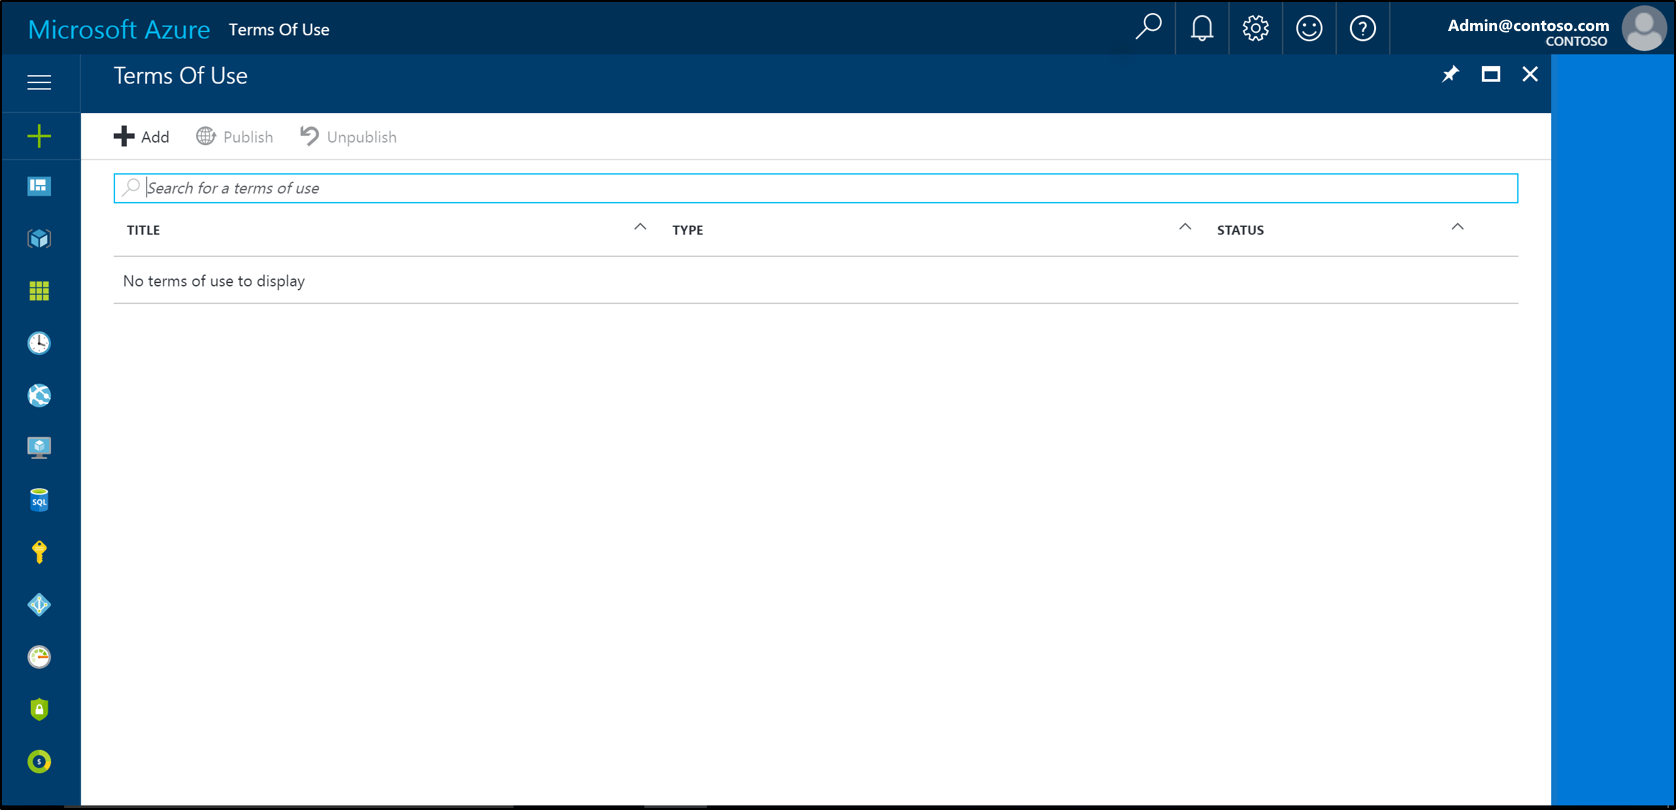 Microsoft Azure Terms Of Use
Admin@contoso.com
CONTOSO
Terms Of Use
Add Publish Unpublish
Search for a terms of use
TITLE TYPE STATUS
No terms of use to display
SQL
$